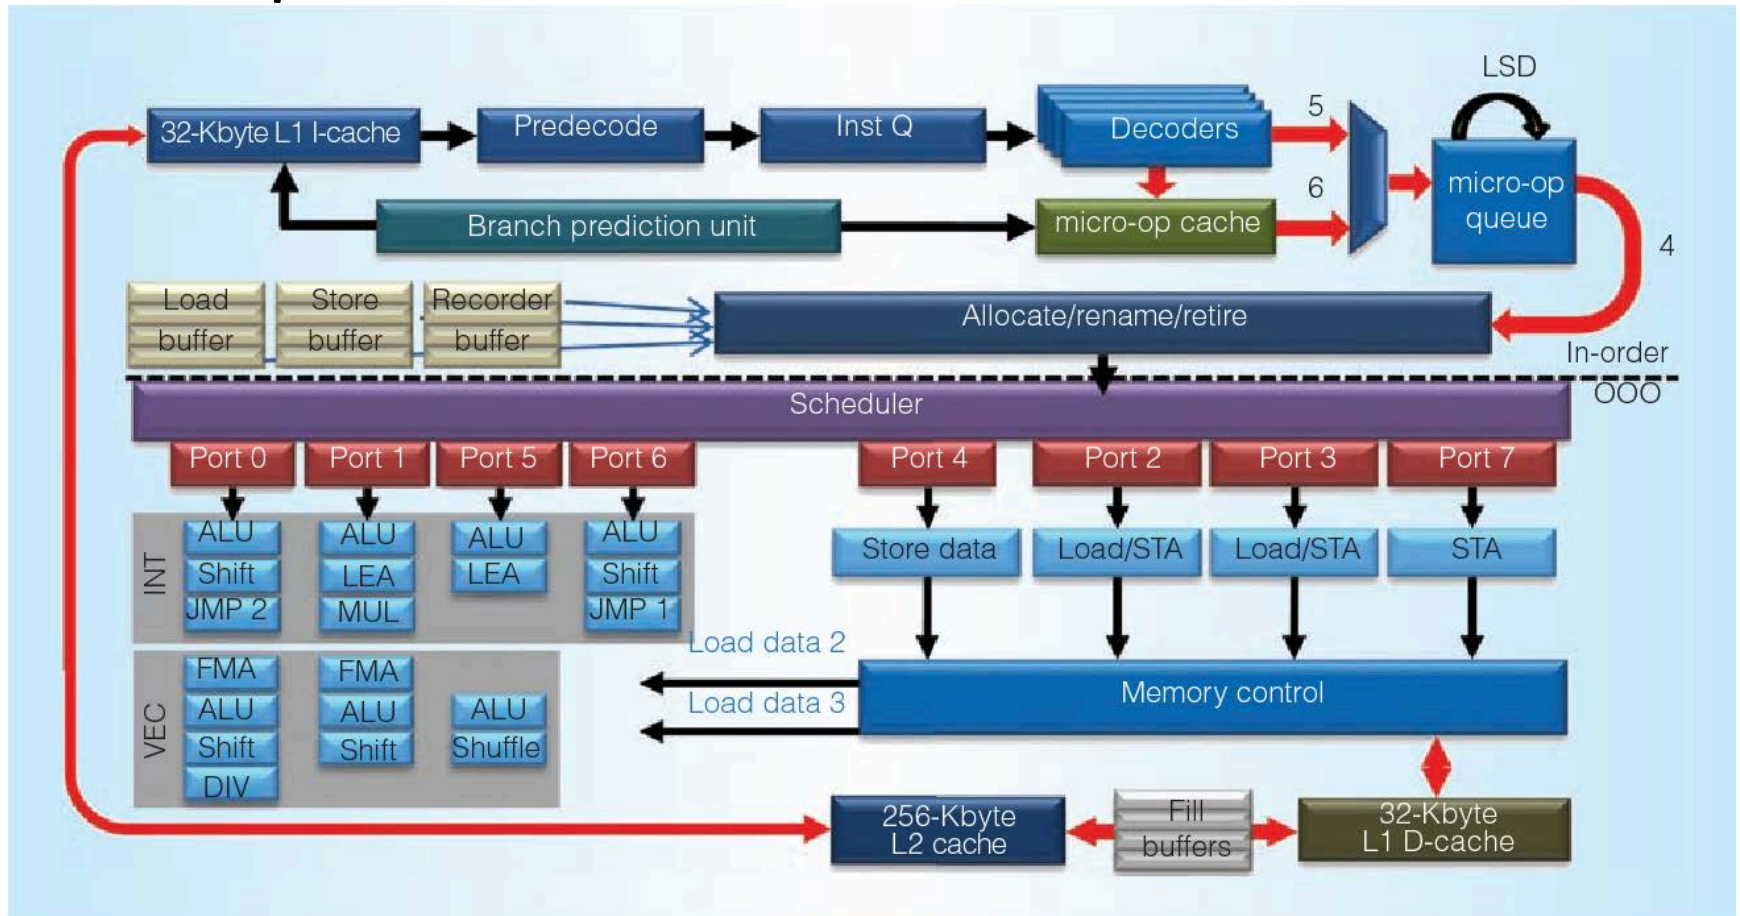 LSD
32-Kbyte L1 I-cache
Predecode
Inst Q
Decoders
5
6
micro-op
queue
Branch prediction unit
micro-op cache
4
Load
buffer
Store
buffer
Recorder
buffer
Allocate/rename/retire
In-order
OOO
Scheduler
Port 0
Port 1
Port 5
Port 6
Port 4
Port 2
Port 3
Port 7
INT
ALU
Shift
JMP 2
ALU
LEA
MUL
ALU
LEA
ALU
Shift
JMP 1
Store data
Load/STA
Load/STA
STA
VEC
FMA
ALU
Shift
DIV
FMA
ALU
Shift
ALU
Shuffle
Load data 2
Load data 3
Memory control
256-Kbyte
L2 cache
Fill
buffers
32-Kbyte
L1 D-cache